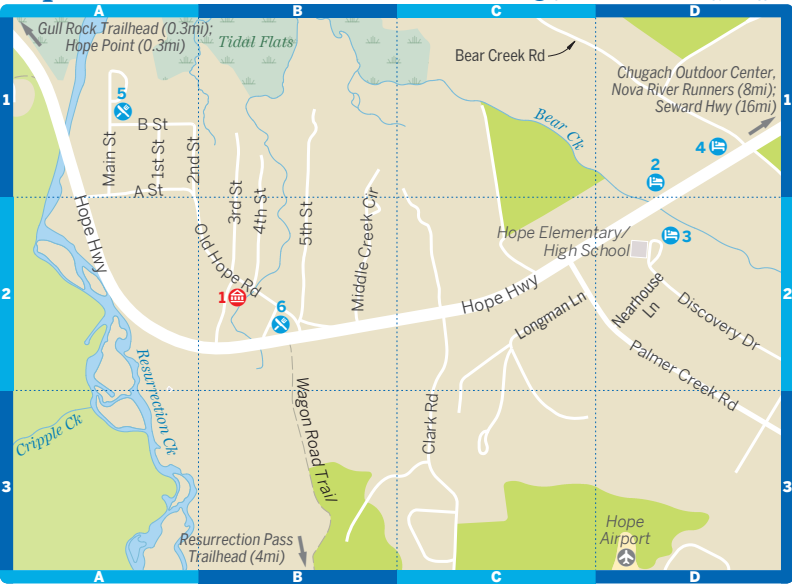 A B C D
Gull Rock Trailhead (0.3mi);
Hope Point (0.3mi)
Tidal Flats
Bear Creek Rd
Chugach Outdoor Center,
Nova River Runners (8mi);
Seward Hwy (16mi)
1
1
5
B St
Main St
1st St
2nd St
A St
Bear Ck
4
2
3
Hope Hwy
3rd St
4th St
5th St
Middle Creek Cir
Old Hope Rd
Hope Elementary/
High School
2
2
1
6
Hope Hwy
Longman Ln
Nearhouse
Ln
Discovery Dr
Palmer Creek Rd
Resurrection Ck
Cripple Ck
Wagon Road Trail
Clark Rd
3
3
Resurrection Pass
Trailhead (4mi)
Hope
Airport
A B C D